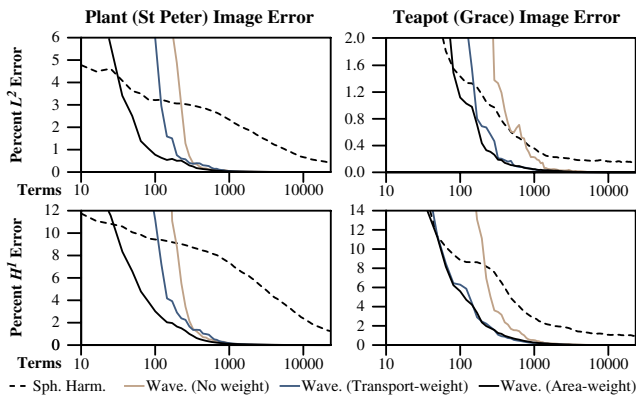 Plant (St Peter) Image Error
Teapot (Grace) Image Error
Percent L² Error
6
5
4
3
2
1
0
2.0
1.6
1.2
0.8
0.4
0.0
Terms
10 100 1000 10000
10 100 1000 10000
Percent H¹ Error
12
10
8
6
4
2
0
14
12
10
8
6
4
2
0
Terms
10 100 1000 10000
10 100 1000 10000
Sph. Harm. Wave. (No weight) Wave. (Transport-weight) Wave. (Area-weight)